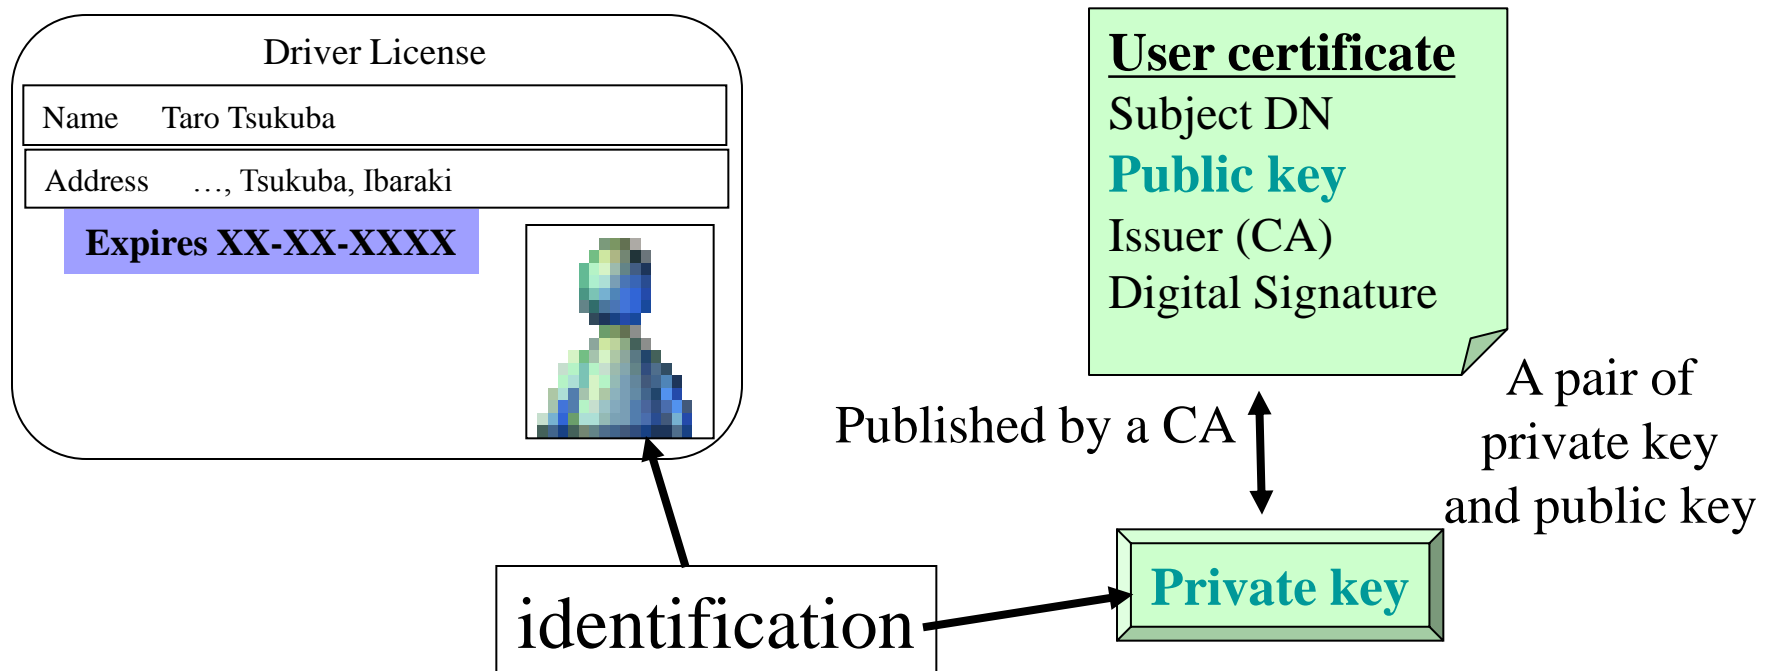 Driver License
Name Taro Tsukuba
Address …, Tsukuba, Ibaraki
Expires XX-XX-XXXX
User certificate
Subject DN
Public key
Issuer (CA)
Digital Signature
Published by a CA
A pair of
private key
and public key
identification
Private key